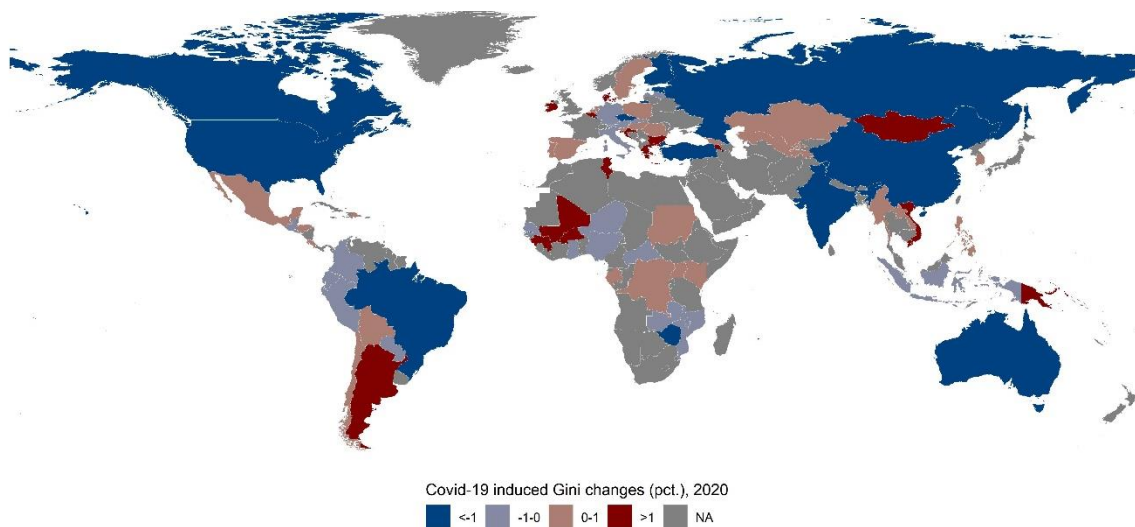 Covid-19 induced Gini changes (pct.), 2020
<-1 -1-0 0-1 >1 NA